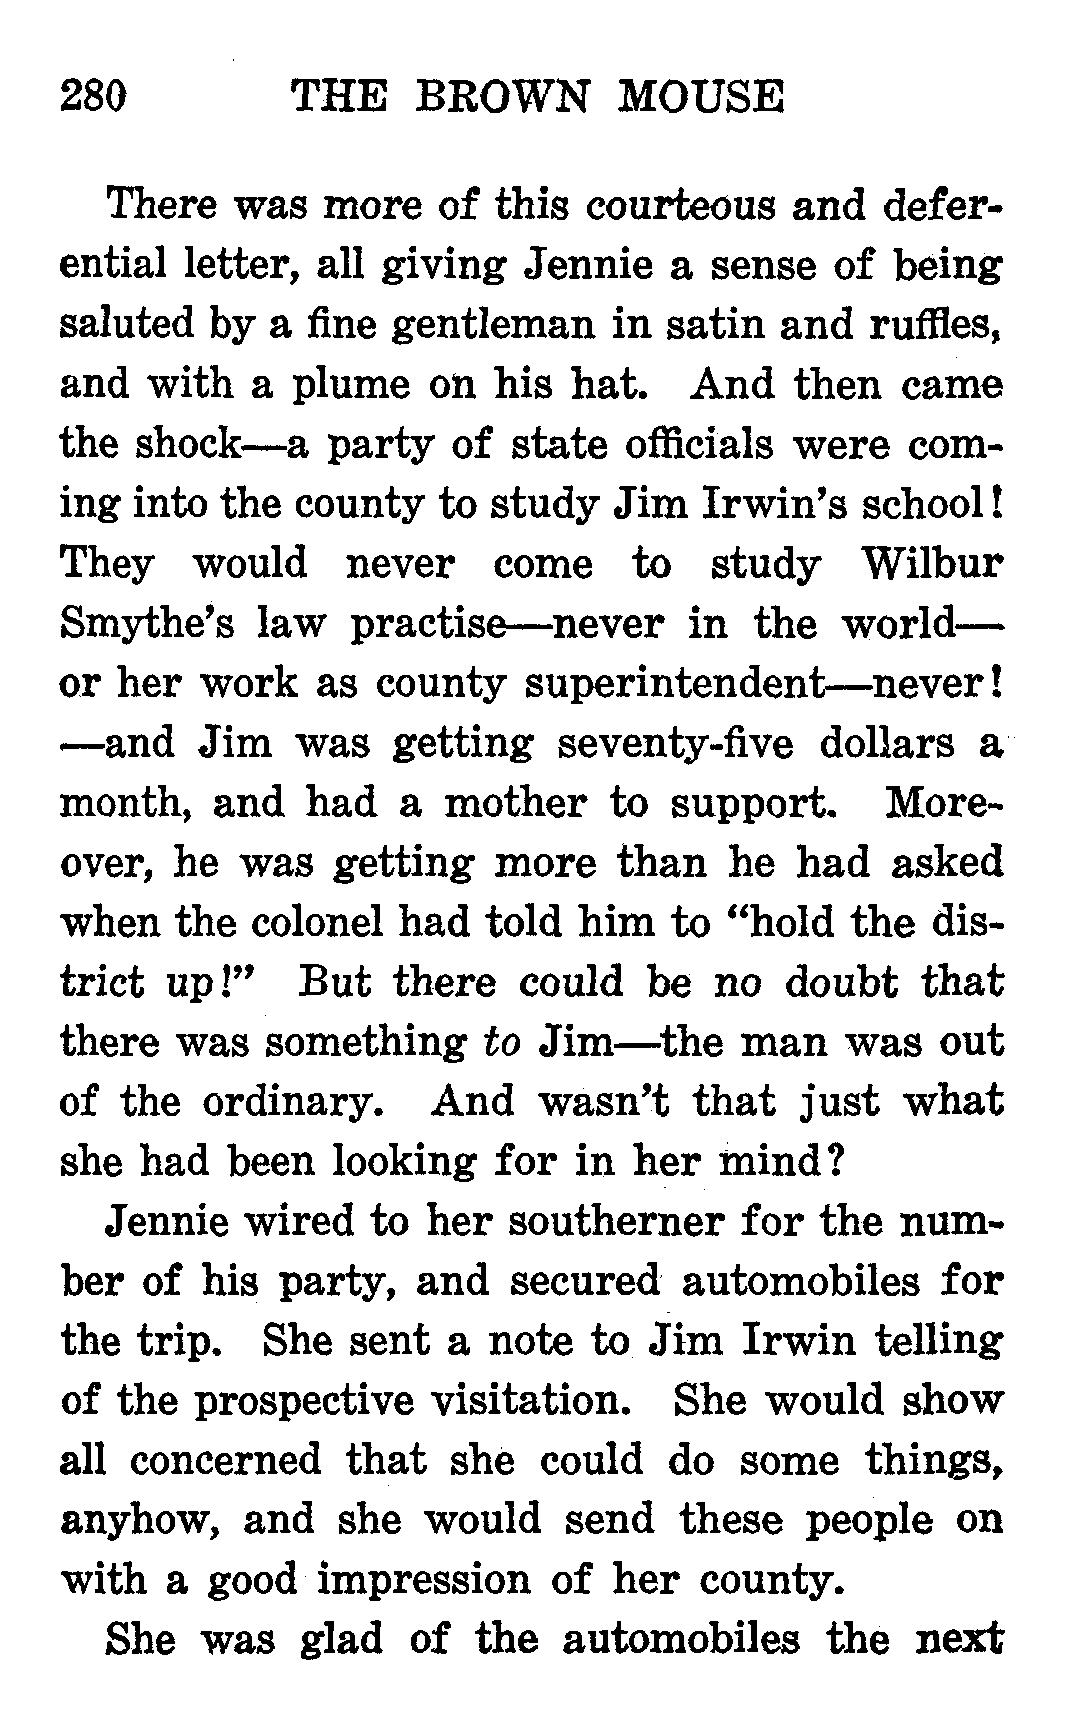 280 THE BROWN MOUSE
There was more of this courteous and defer-
ential letter, all giving Jennie a sense of being
saluted by a fine gentleman in satin and ruffles,
and with a plume on his hat. And then came
the shock—a party of state officials were com-
ing into the county to study Jim Irwin's school!
They would never come to study Wilbur
Smythe's law practise—never in the world—
or her work as county superintendent—never!
—and Jim was getting seventy-five dollars a
month, and had a mother to support. More-
over, he was getting more than he had asked
when the colonel had told him to "hold the dis-
trict up!" But there could be no doubt that
there was something to Jim—the man was out
of the ordinary. And wasn't that just what
she had been looking for in her mind?
Jennie wired to her southerner for the num-
ber of his party, and secured automobiles for
the trip. She sent a note to Jim Irwin telling
of the prospective visitation. She would show
all concerned that she could do some things,
anyhow, and she would send these people on
with a good impression of her county.
She was glad of the automobiles the next